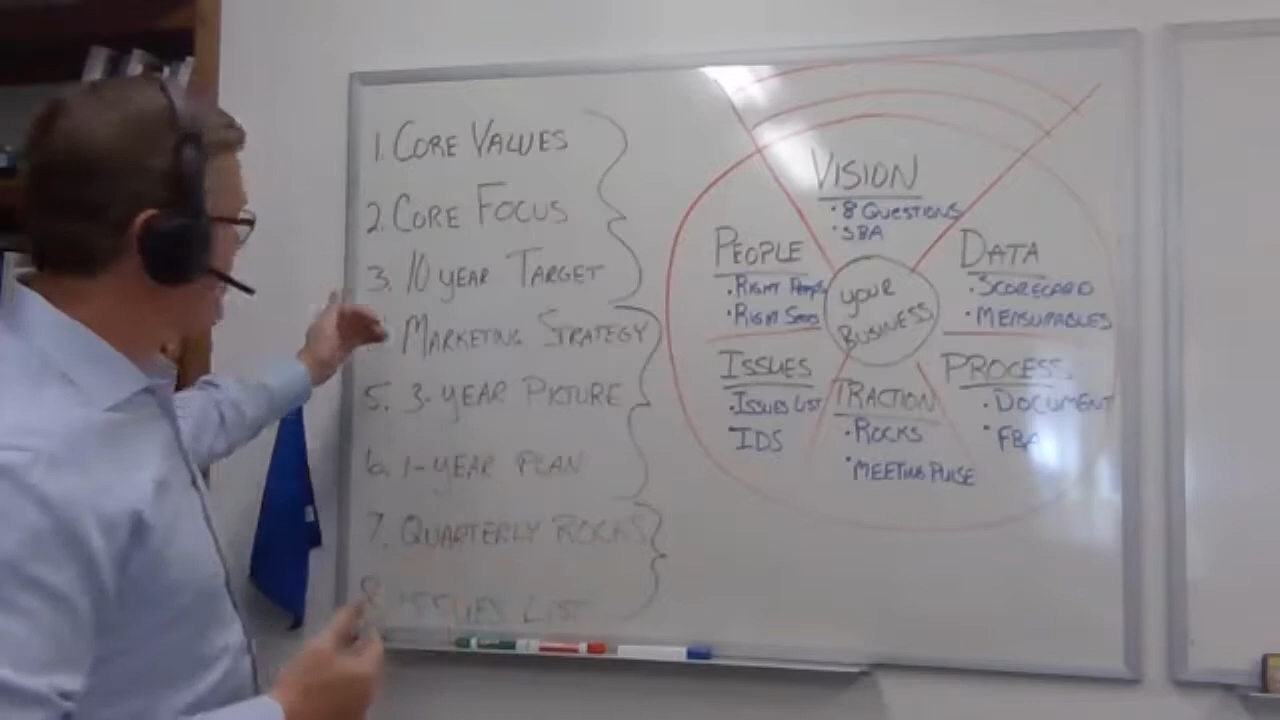 1. CORE VALUES
2. CORE FOCUS
3. 10 YEAR TARGET
MARKETING STRATEGY
5. 3-YEAR PICTURE
6. 1-YEAR PLAN
7. QUARTERLY ROCKS
8 ISSUES LIST
VISION
• 8 QUESTIONS
• SBA
PEOPLE
• RIGHT PEOPLE
• RIGHT SEATS
DATA
• SCORECARD
• MEASURABLES
YOUR
BUSINESS
ISSUES
• ISSUES LIST
IDS
TRACTION
• ROCKS
• MEETING PULSE
PROCESS
• DOCUMENT
• FBA